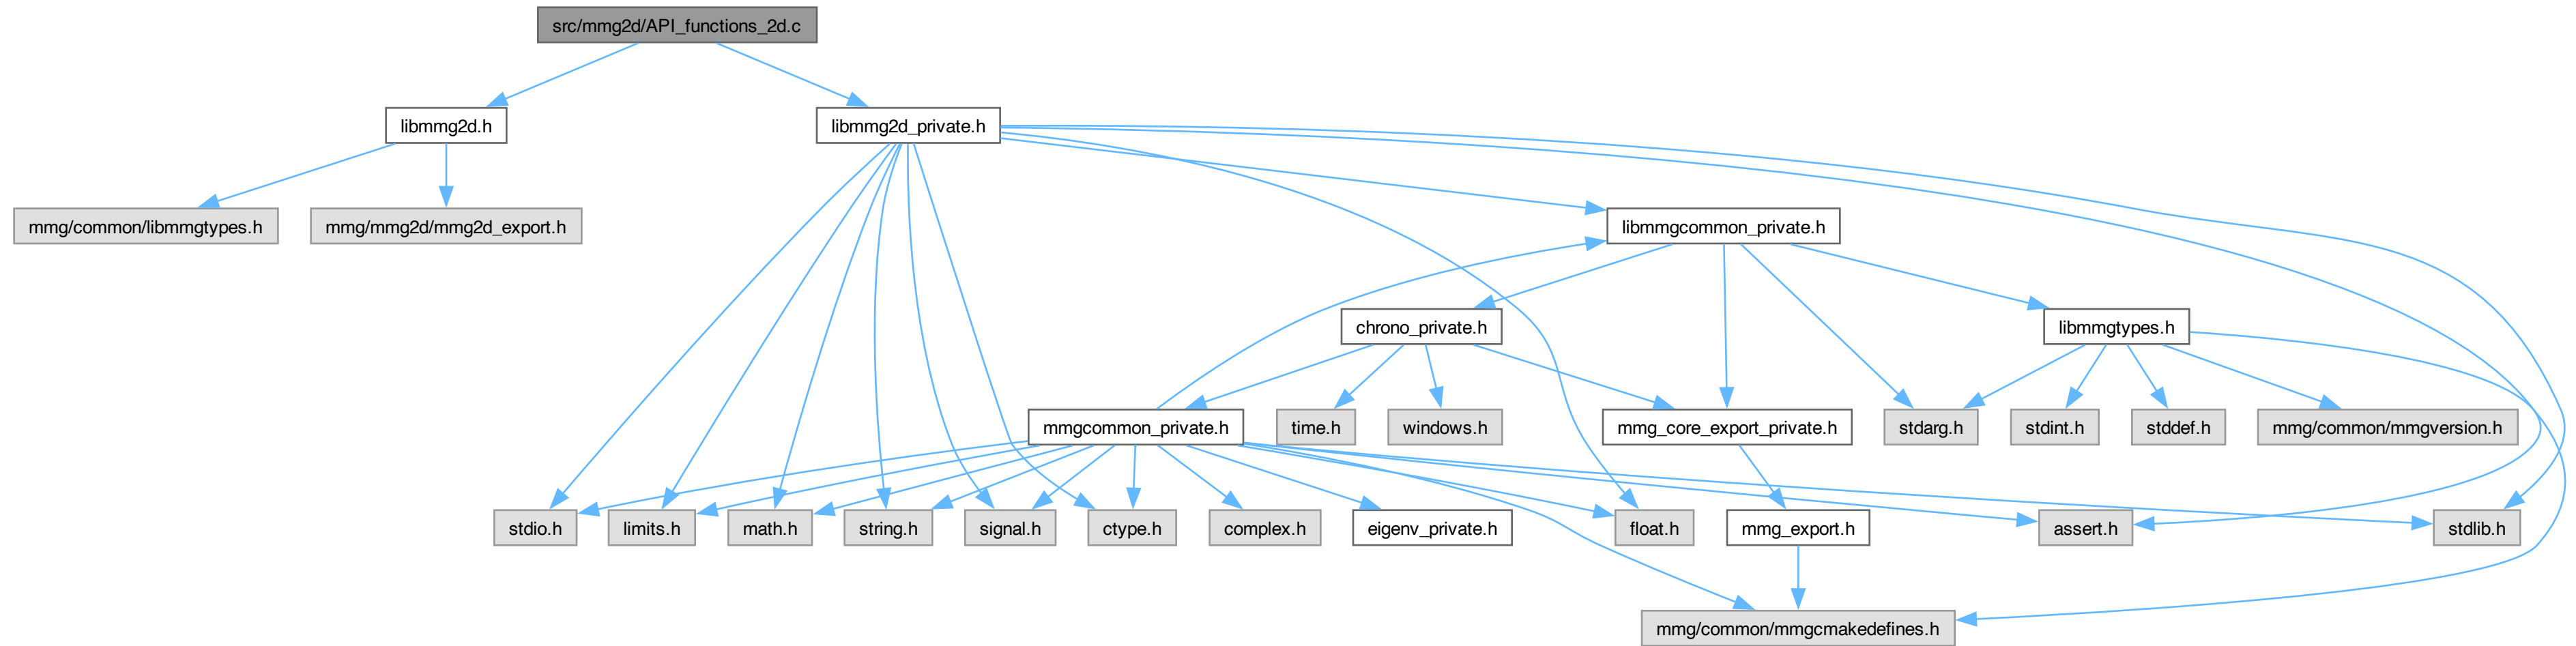 src/mmg2d/API_functions_2d.c
libmmg2d.h
libmmg2d_private.h
mmg/common/libmmgtypes.h
mmg/mmg2d/mmg2d_export.h
libmmgcommon_private.h
chrono_private.h
libmmgtypes.h
mmgcommon_private.h
time.h
windows.h
mmg_core_export_private.h
stdarg.h
stdint.h
stddef.h
mmg/common/mmgversion.h
stdio.h
limits.h
math.h
string.h
signal.h
ctype.h
complex.h
eigenv_private.h
float.h
mmg_export.h
assert.h
stdlib.h
mmg/common/mmgcmakedefines.h